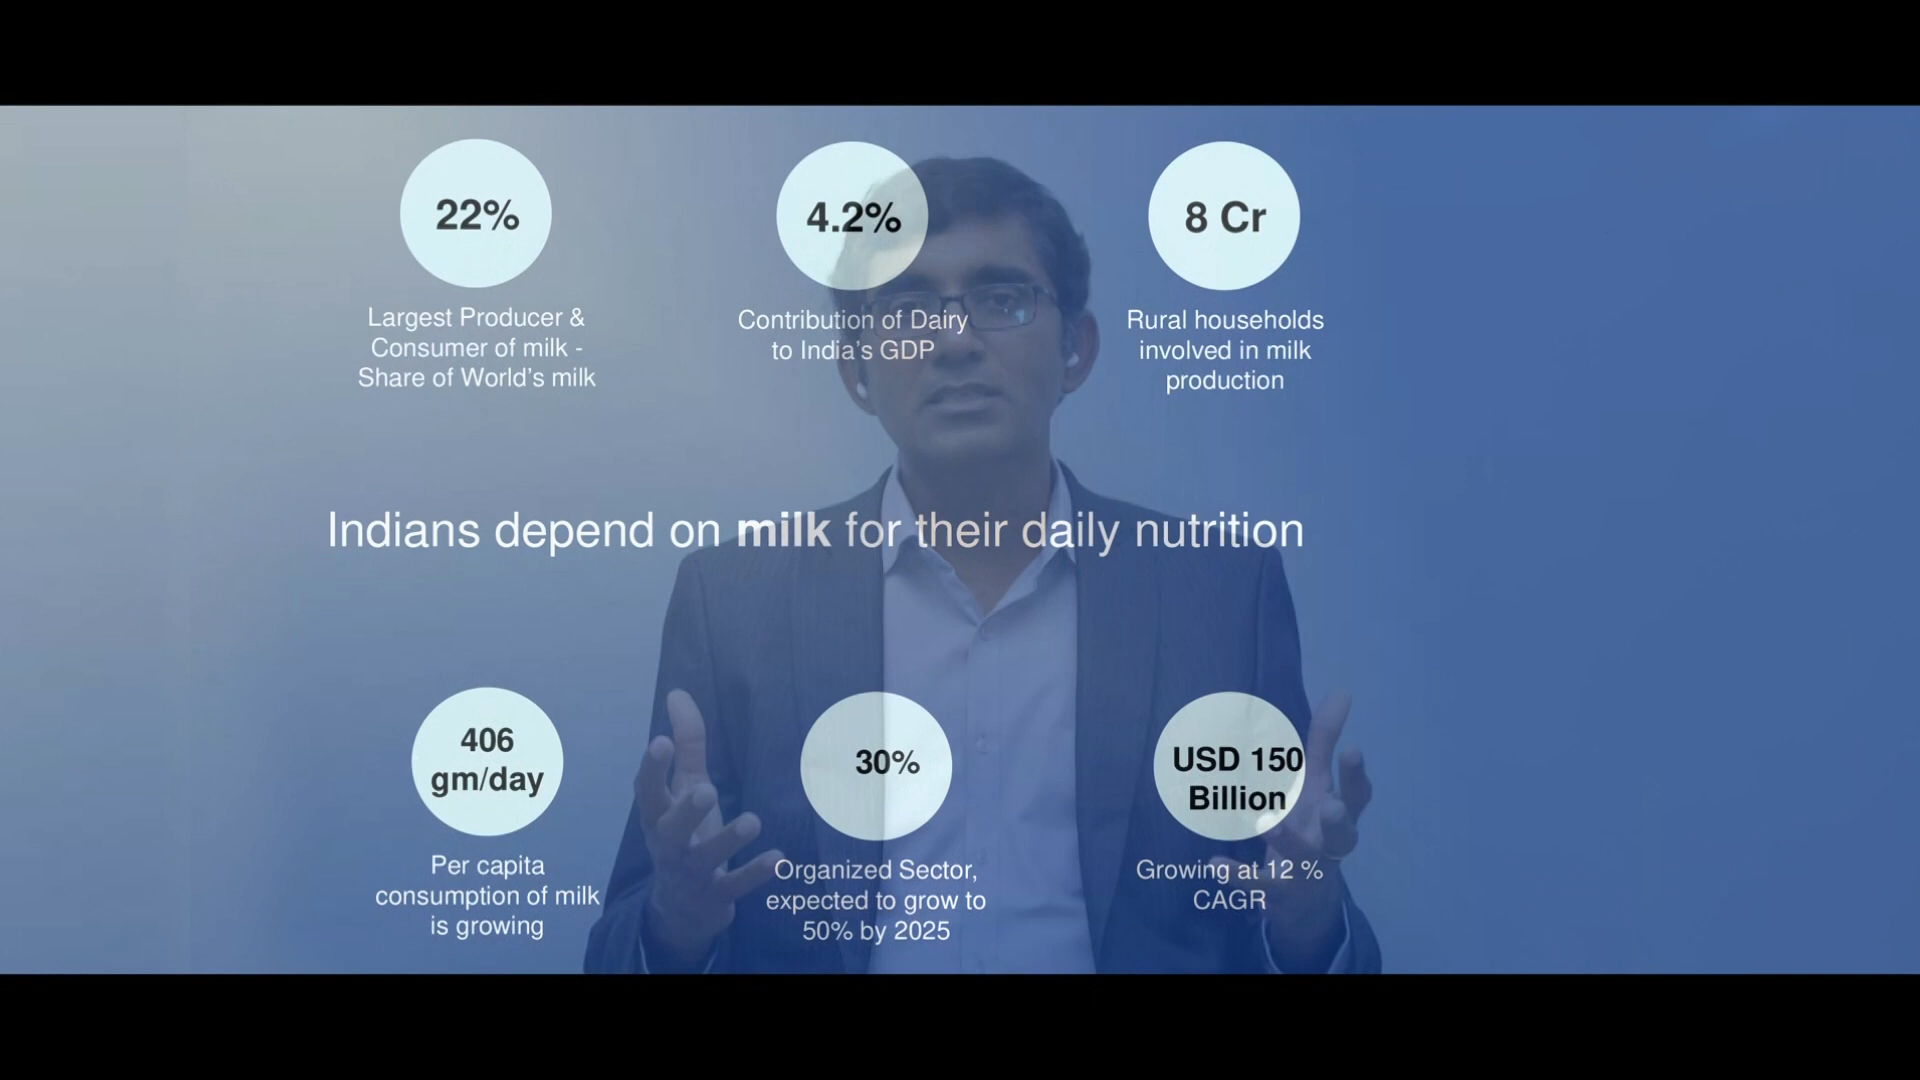 22%
Largest Producer &
Consumer of milk -
Share of World's milk
4.2%
Contribution of Dairy
to India's GDP
8 Cr
Rural households
involved in milk
production
Indians depend on milk for their daily nutrition
406
gm/day
Per capita
consumption of milk
is growing
30%
Organized Sector,
expected to grow to
50% by 2025
USD 150
Billion
Growing at 12 %
CAGR